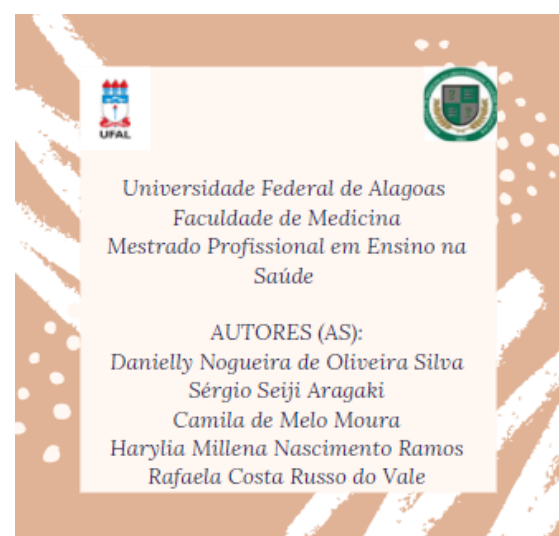 UFAL
Universidade Federal de Alagoas
Faculdade de Medicina
Mestrado Profissional em Ensino na
Saúde
AUTORES (AS):
Danielly Nogueira de Oliveira Silva
Sérgio Seiji Aragaki
Camila de Melo Moura
Harylia Millena Nascimento Ramos
Rafaela Costa Russo do Vale